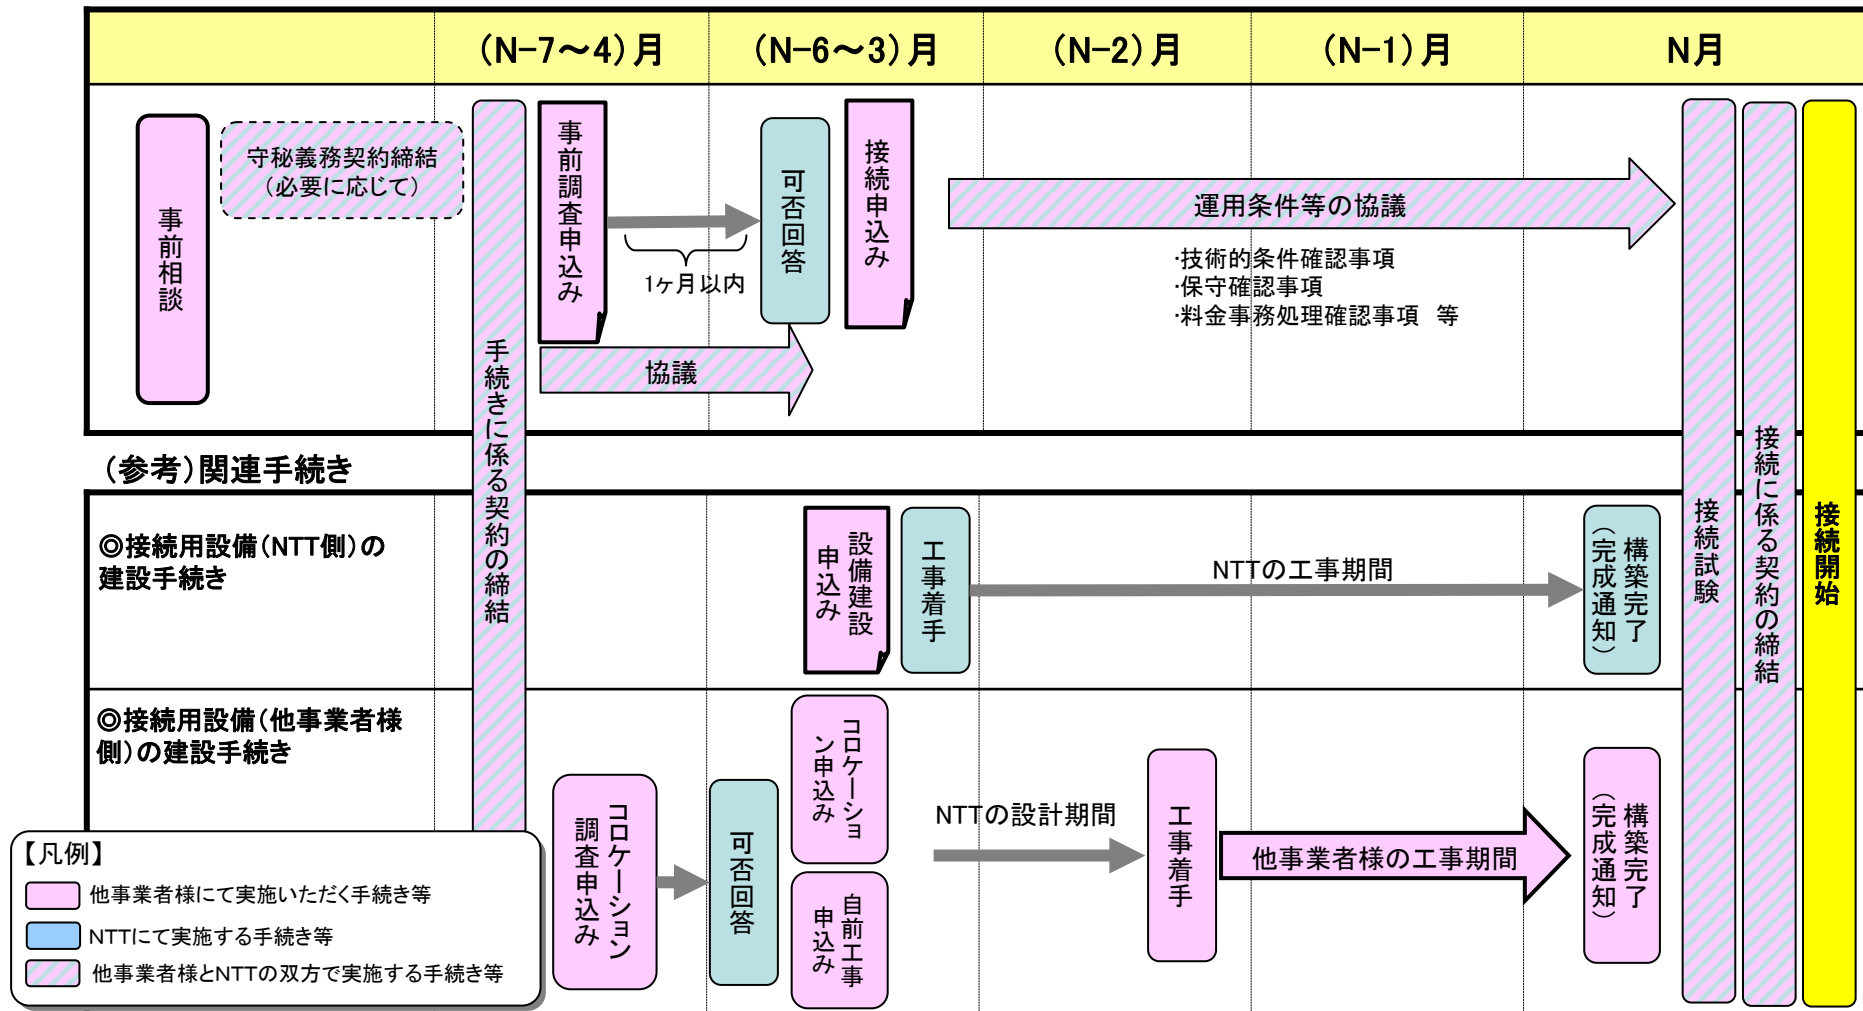 (N-7～4)月
(N-6～3)月
(N-2)月
(N-1)月
N月
事前相談
守秘義務契約締結
(必要に応じて)
手続きに係る契約の締結
事前調査申込み
1ヶ月以内
可否回答
接続申込み
協議
運用条件等の協議
・技術的条件確認事項
・保守確認事項
・料金事務処理確認事項 等
接続試験
接続に係る契約の締結
接続開始
(参考)関連手続き
◎接続用設備(NTT側)の
建設手続き
設備建設
申込み
工事着手
NTTの工事期間
構築完了
(完成通知)
◎接続用設備(他事業者様
側)の建設手続き
コロケーション
調査申込み
可否回答
コロケーショ
ン申込み
自前工事
申込み
NTTの設計期間
工事着手
他事業者様の工事期間
構築完了
(完成通知)
【凡例】
他事業者様にて実施いただく手続き等
NTTにて実施する手続き等
他事業者様とNTTの双方で実施する手続き等